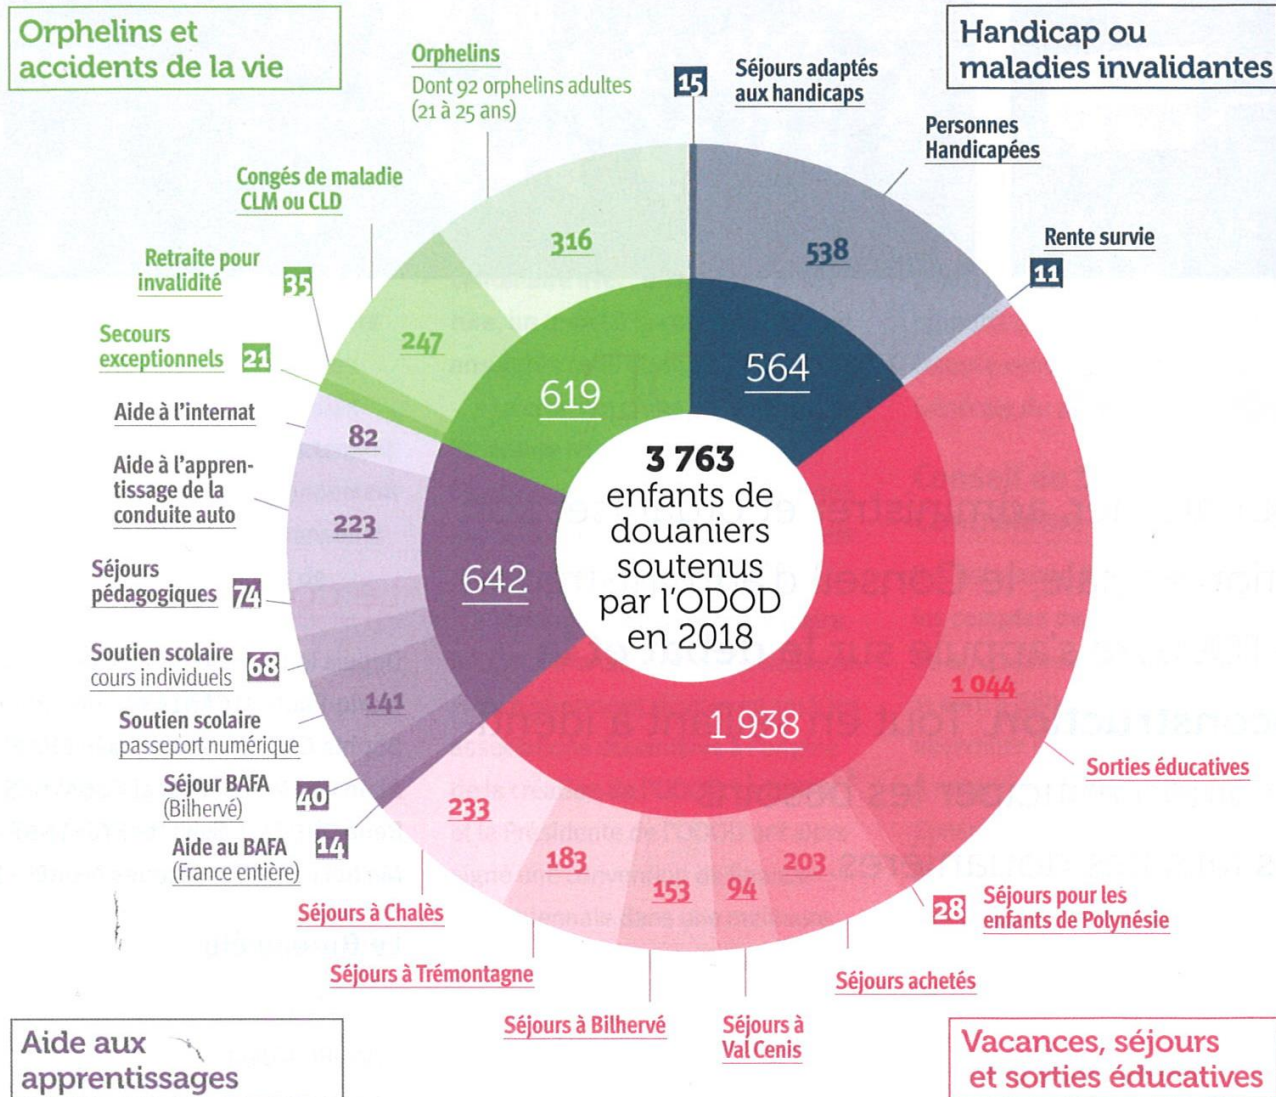 Orphelins et
accidents de la vie
Handicap ou
maladies invalidantes
Orphelins
Dont 92 orphelins adultes
(21 à 25 ans)
316
Congés de maladie
CLM ou CLD
247
Retraite pour
invalidité
35
Secours
exceptionnels
21
619
15
Séjours adaptés
aux handicaps
Personnes
Handicapées
538
Rente survie
11
564
3 763
enfants de
douaniers
soutenus
par l'ODOD
en 2018
Aide à l'internat
82
Aide à l'appren-
tissage de la
conduite auto
223
Séjours
pédagogiques
74
Soutien scolaire
cours individuels
68
Soutien scolaire
passeport numérique
141
Séjour BAFA
(Bilhervé)
40
Aide au BAFA
(France entière)
14
642
1 938
1 044
Sorties éducatives
28
Séjours pour les
enfants de Polynésie
203
Séjours achetés
94
Séjours à
Val Cenis
153
Séjours à Bilhervé
183
Séjours à Trémontagne
233
Séjours à Chalès
Aide aux
apprentissages
Vacances, séjours
et sorties éducatives